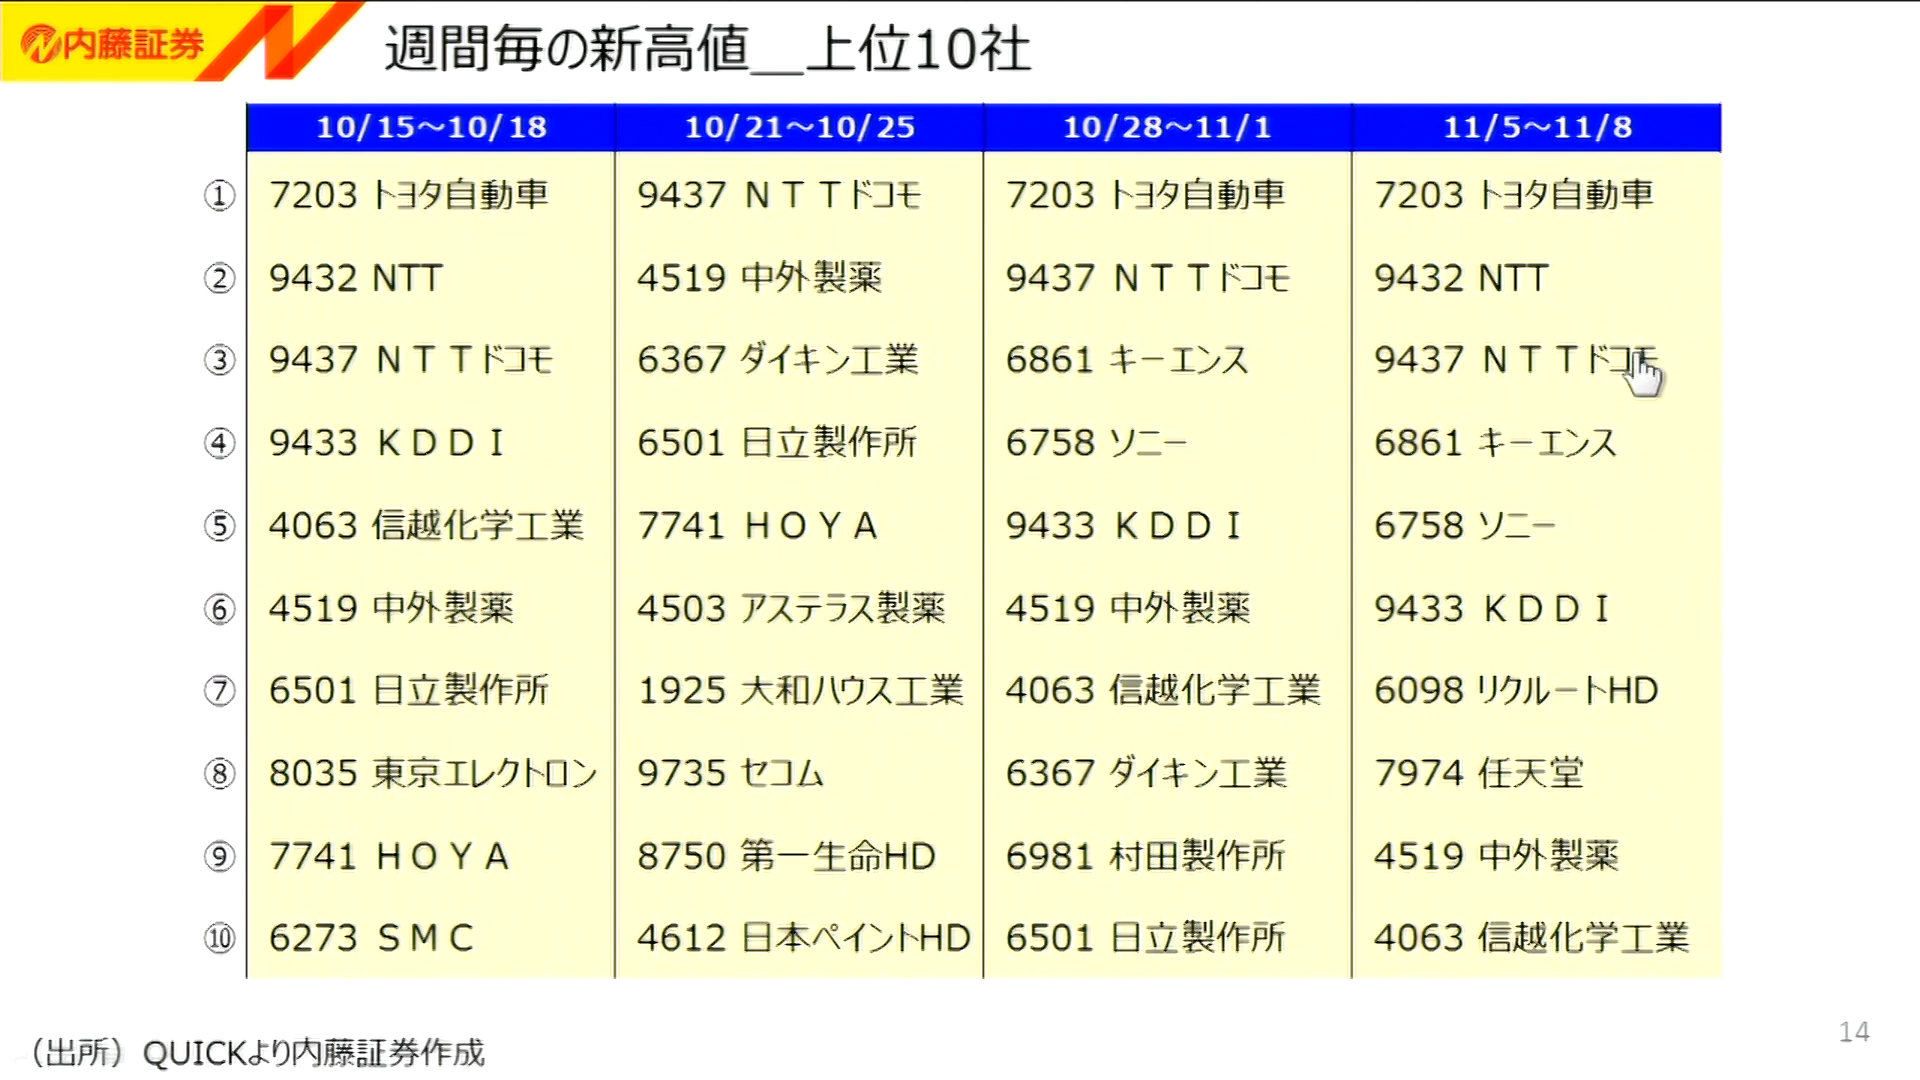 内藤証券
週間毎の新高値＿上位10社
10/15～10/18 10/21～10/25 10/28～11/1 11/5～11/8
① 7203 トヨタ自動車 9437 ＮＴＴドコモ 7203 トヨタ自動車 7203 トヨタ自動車
② 9432 NTT 4519 中外製薬 9437 ＮＴＴドコモ 9432 NTT
③ 9437 ＮＴＴドコモ 6367 ダイキン工業 6861 キーエンス 9437 ＮＴＴドコモ
④ 9433 ＫＤＤＩ 6501 日立製作所 6758 ソニー 6861 キーエンス
⑤ 4063 信越化学工業 7741 ＨＯＹＡ 9433 ＫＤＤＩ 6758 ソニー
⑥ 4519 中外製薬 4503 アステラス製薬 4519 中外製薬 9433 ＫＤＤＩ
⑦ 6501 日立製作所 1925 大和ハウス工業 4063 信越化学工業 6098 リクルートHD
⑧ 8035 東京エレクトロン 9735 セコム 6367 ダイキン工業 7974 任天堂
⑨ 7741 ＨＯＹＡ 8750 第一生命HD 6981 村田製作所 4519 中外製薬
⑩ 6273 ＳＭＣ 4612 日本ペイントHD 6501 日立製作所 4063 信越化学工業
（出所）QUICKより内藤証券作成
14